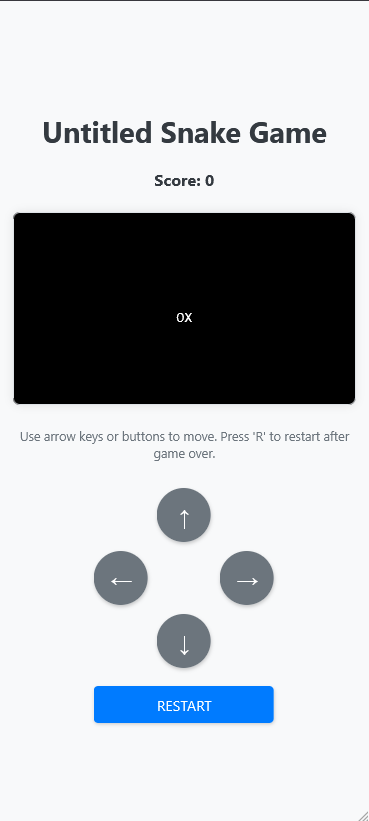 Untitled Snake Game
Score: 0
0X
Use arrow keys or buttons to move. Press 'R' to restart after
game over.
↑
← →
↓
RESTART